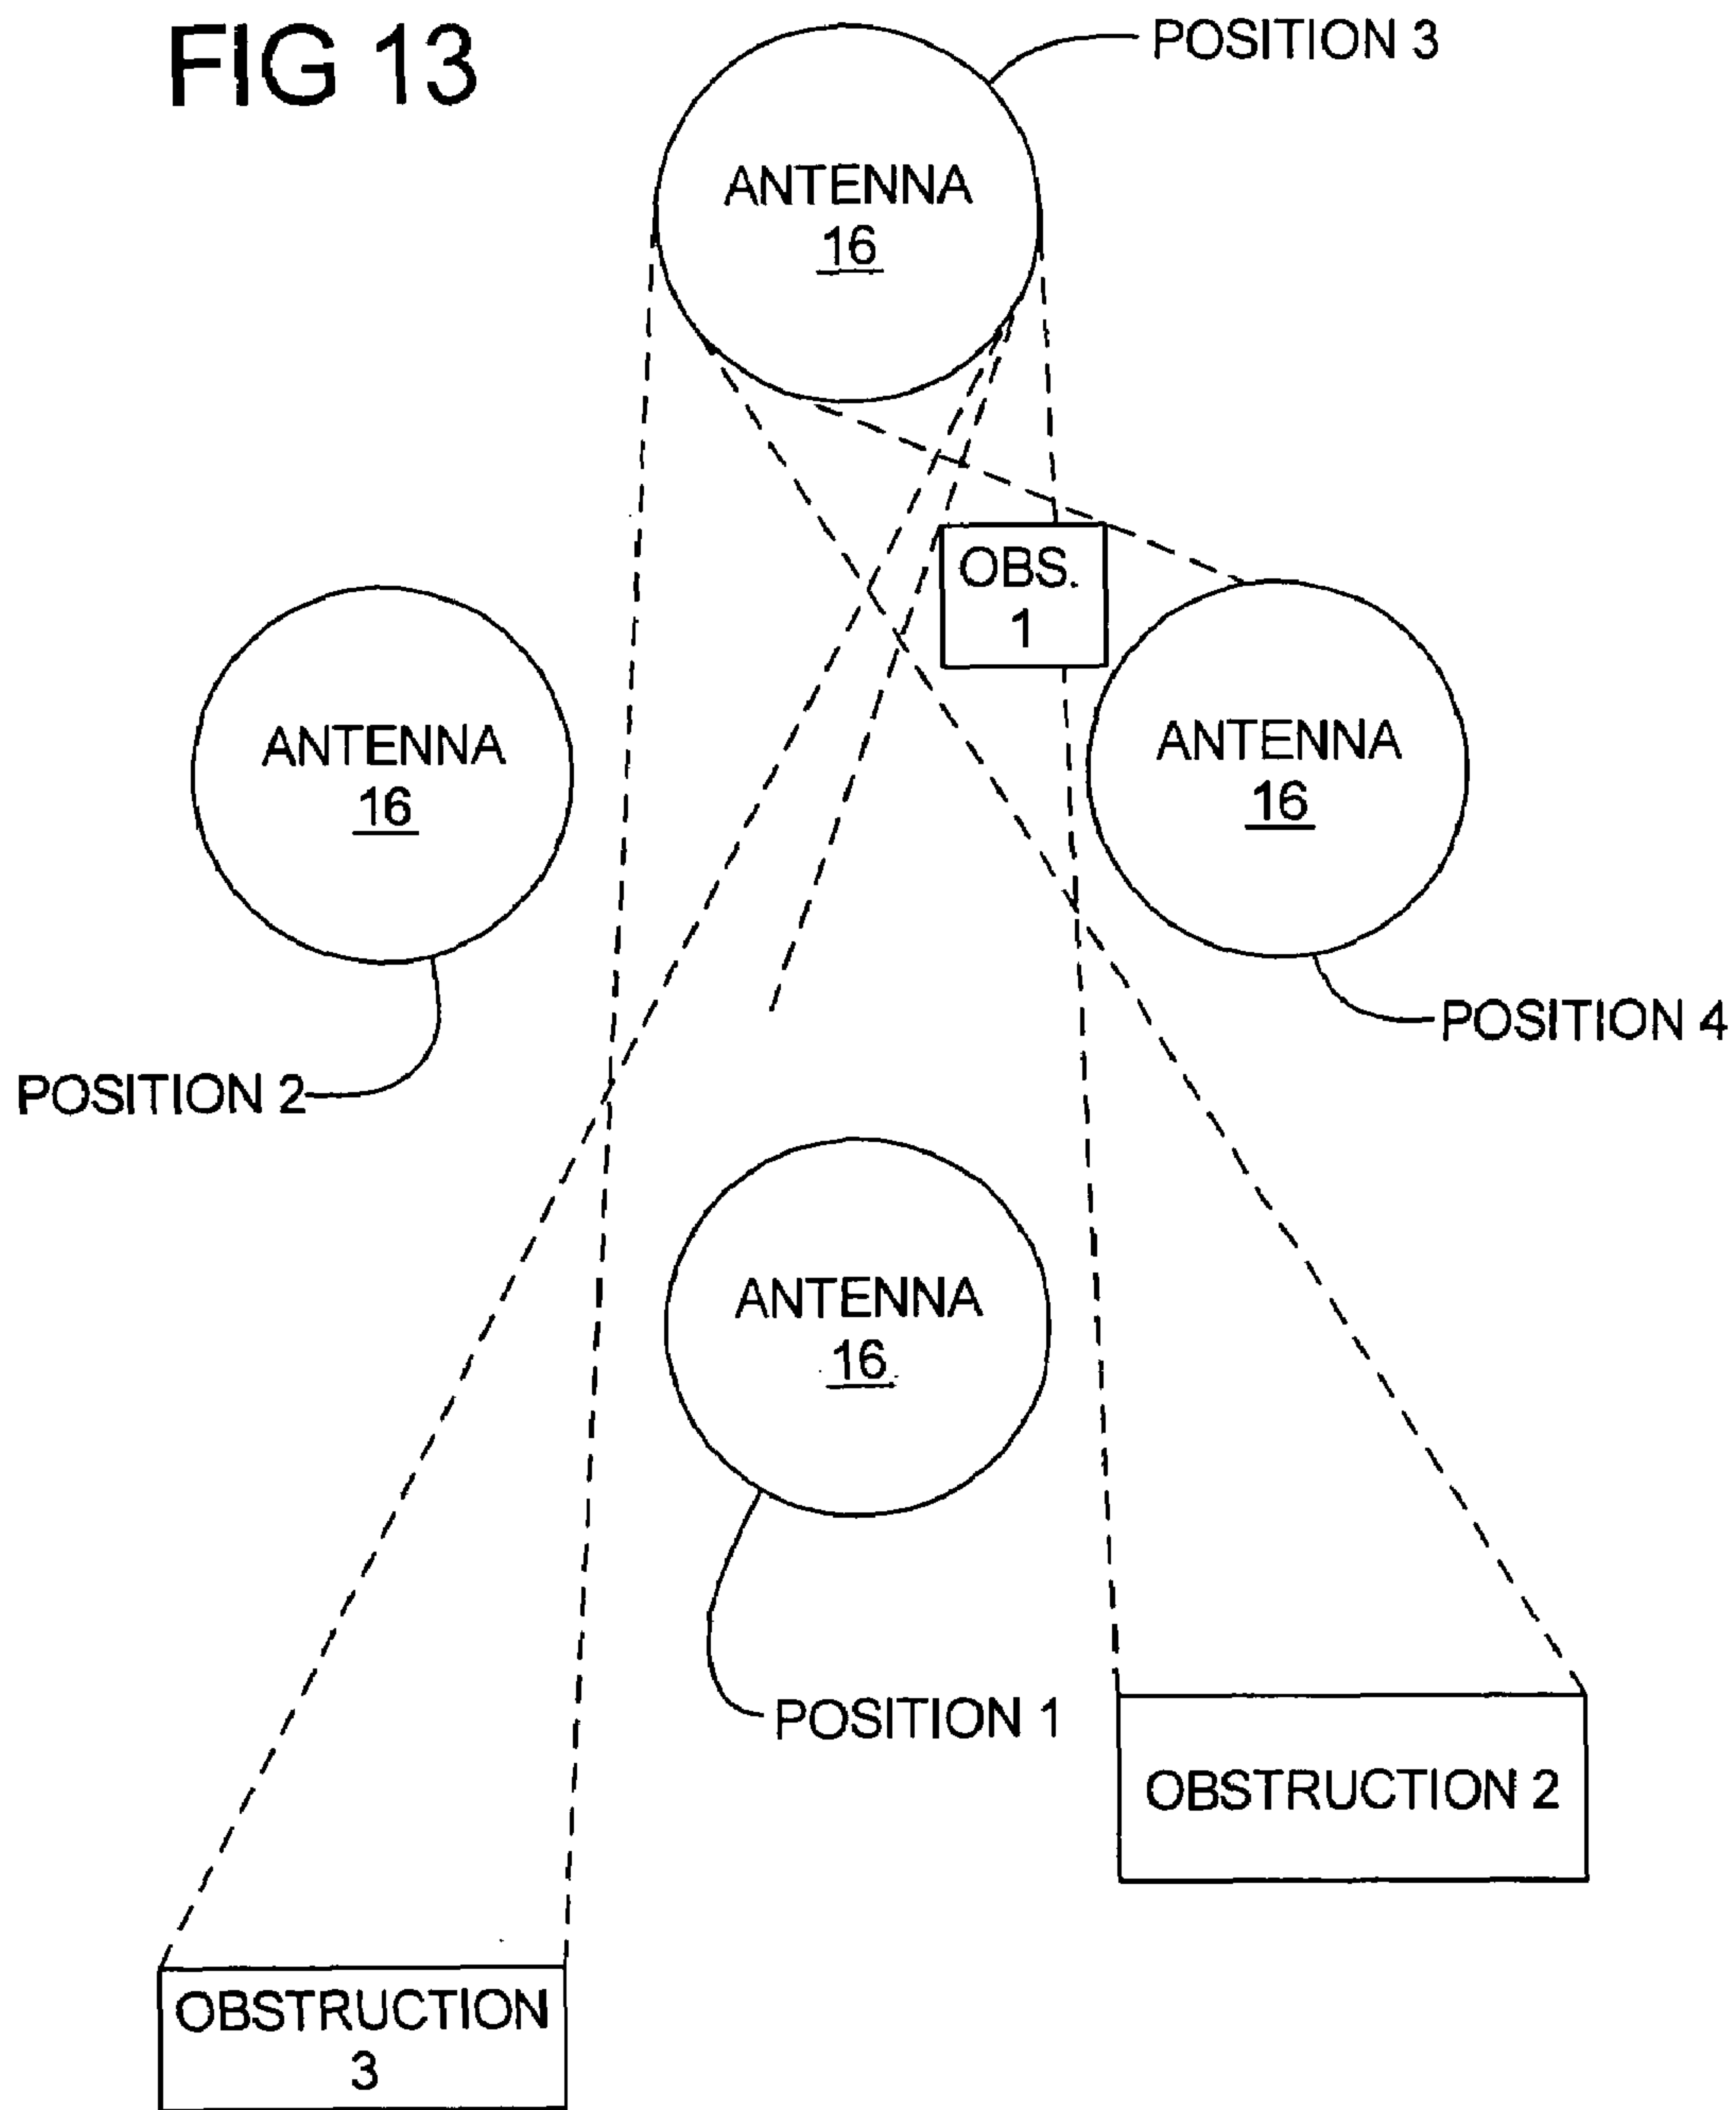 FIG 13
POSITION 3
ANTENNA
16
OBS.
1
ANTENNA
16
ANTENNA
16
POSITION 4
POSITION 2
ANTENNA
16
POSITION 1
OBSTRUCTION 2
OBSTRUCTION
3